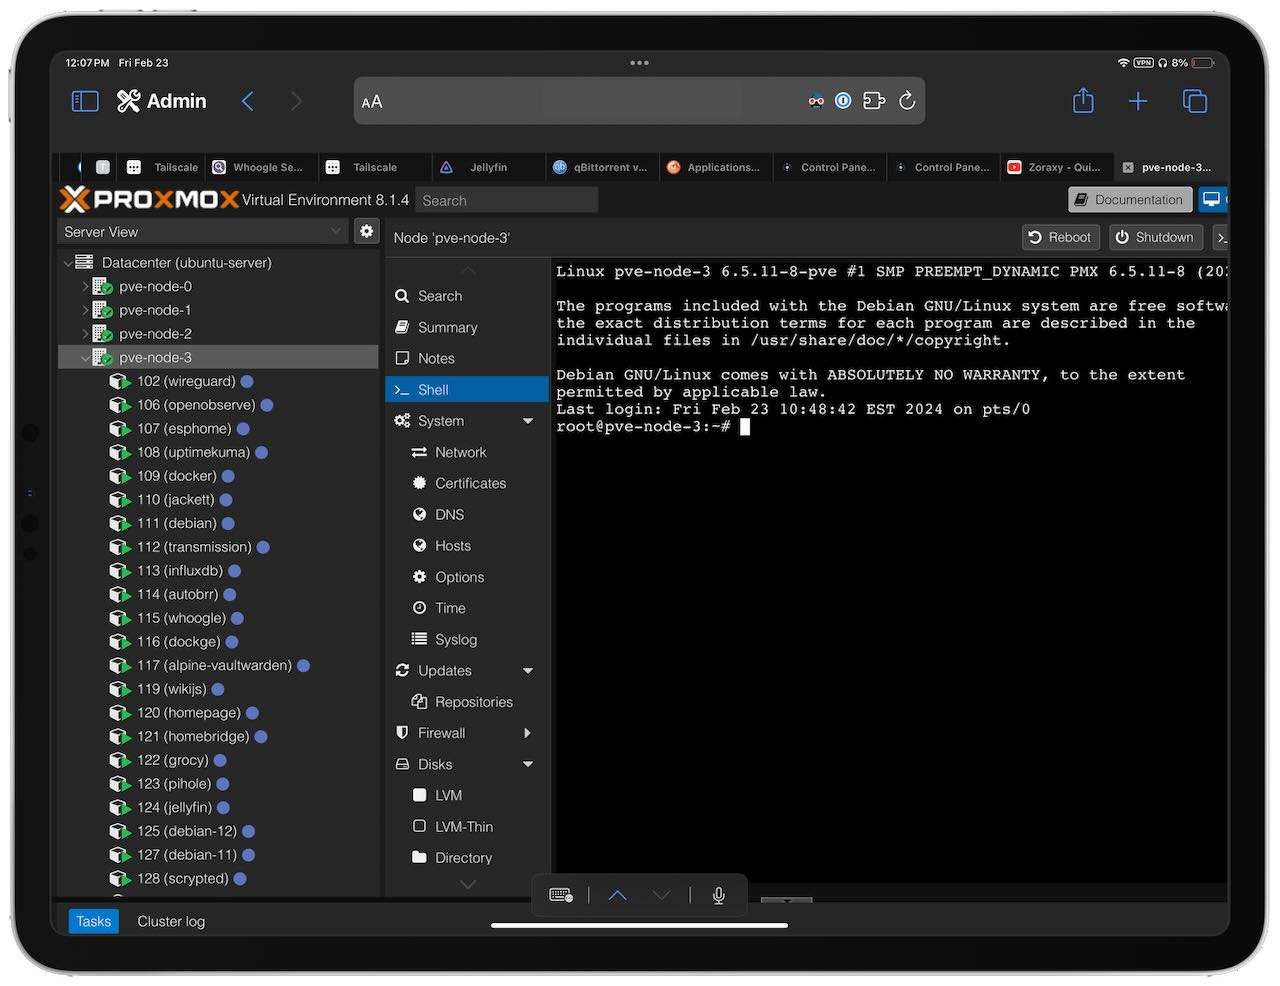 12:07PM Fri Feb 23
VPN 8%
Admin
AA
T
Tailscale
Whoogle Se...
Tailscale
Jellyfin
qb
qBittorrent v...
Applications...
Control Pane...
Control Pane...
Zoraxy - Qui...
pve-node-3...
PROXMOX Virtual Environment 8.1.4
Search
Documentation
Server View
Node 'pve-node-3'
Reboot
Shutdown
Datacenter (ubuntu-server)
pve-node-0
pve-node-1
pve-node-2
pve-node-3
102 (wireguard)
106 (openobserve)
107 (esphome)
108 (uptimekuma)
109 (docker)
110 (jackett)
111 (debian)
112 (transmission)
113 (influxdb)
114 (autobrr)
115 (whoogle)
116 (dockge)
117 (alpine-vaultwarden)
119 (wikijs)
120 (homepage)
121 (homebridge)
122 (grocy)
123 (pihole)
124 (jellyfin)
125 (debian-12)
127 (debian-11)
128 (scrypted)
Search
Summary
Notes
Shell
System
Network
Certificates
DNS
Hosts
Options
Time
Syslog
Updates
Repositories
Firewall
Disks
LVM
LVM-Thin
Directory
Linux pve-node-3 6.5.11-8-pve #1 SMP PREEMPT_DYNAMIC PMX 6.5.11-8 (202
The programs included with the Debian GNU/Linux system are free softwa
the exact distribution terms for each program are described in the
individual files in /usr/share/doc/*/copyright.
Debian GNU/Linux comes with ABSOLUTELY NO WARRANTY, to the extent
permitted by applicable law.
Last login: Fri Feb 23 10:48:42 EST 2024 on pts/0
root@pve-node-3:~#
Tasks
Cluster log